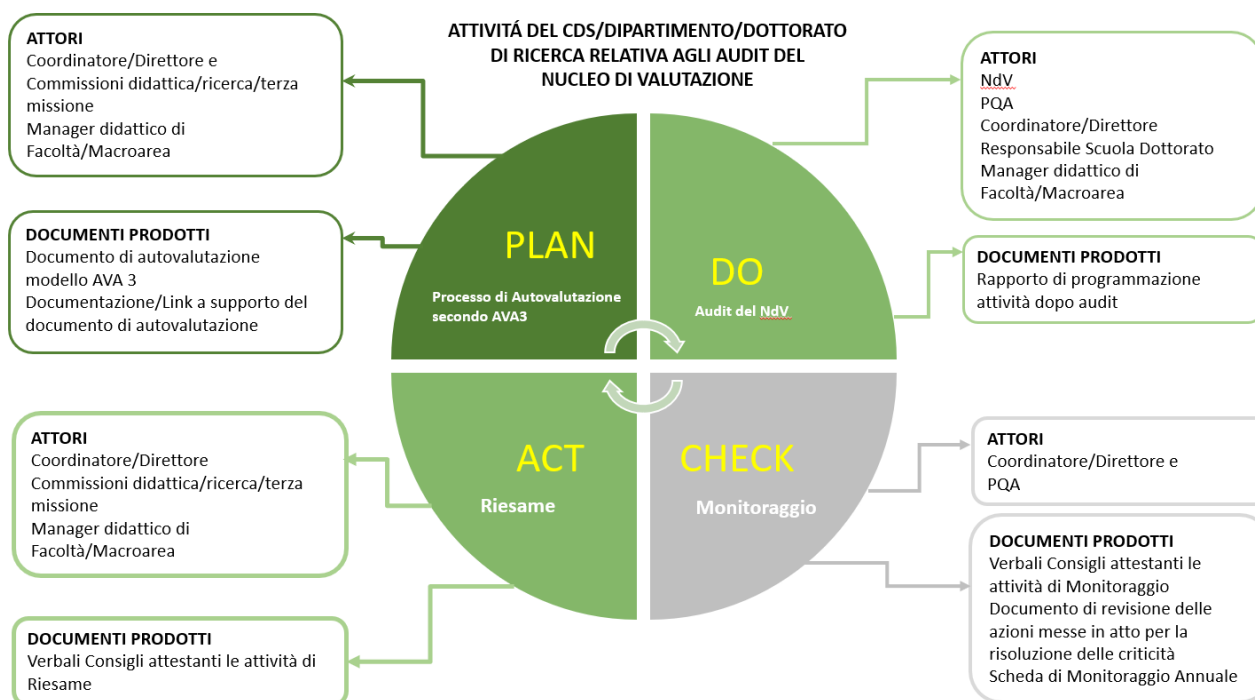 ATTIVITÁ DEL CDS/DIPARTIMENTO/DOTTORATO
DI RICERCA RELATIVA AGLI AUDIT DEL
NUCLEO DI VALUTAZIONE
ATTORI
Coordinatore/Direttore e
Commissioni didattica/ricerca/terza
missione
Manager didattico di
Facoltà/Macroarea
DOCUMENTI PRODOTTI
Documento di autovalutazione
modello AVA 3
Documentazione/Link a supporto del
documento di autovalutazione
PLAN
Processo di Autovalutazione
secondo AVA3
DO
Audit del NdV
ATTORI
NdV
PQA
Coordinatore/Direttore
Responsabile Scuola Dottorato
Manager didattico di
Facoltà/Macroarea
DOCUMENTI PRODOTTI
Rapporto di programmazione
attività dopo audit
ATTORI
Coordinatore/Direttore
Commissioni didattica/ricerca/terza
missione
Manager didattico di
Facoltà/Macroarea
DOCUMENTI PRODOTTI
Verbali Consigli attestanti le attività di
Riesame
ACT
Riesame
CHECK
Monitoraggio
ATTORI
Coordinatore/Direttore e
PQA
DOCUMENTI PRODOTTI
Verbali Consigli attestanti le
attività di Monitoraggio
Documento di revisione delle
azioni messe in atto per la
risoluzione delle criticità
Scheda di Monitoraggio Annuale